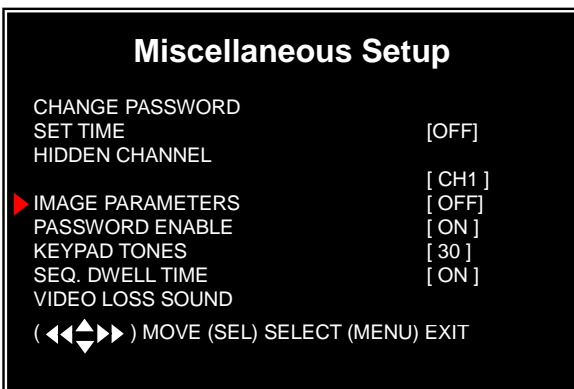 Miscellaneous Setup
CHANGE PASSWORD
SET TIME [OFF]
HIDDEN CHANNEL
[ CH1 ]
IMAGE PARAMETERS [ OFF]
PASSWORD ENABLE [ ON ]
KEYPAD TONES [ 30 ]
SEQ. DWELL TIME [ ON ]
VIDEO LOSS SOUND
( ) MOVE (SEL) SELECT (MENU) EXIT